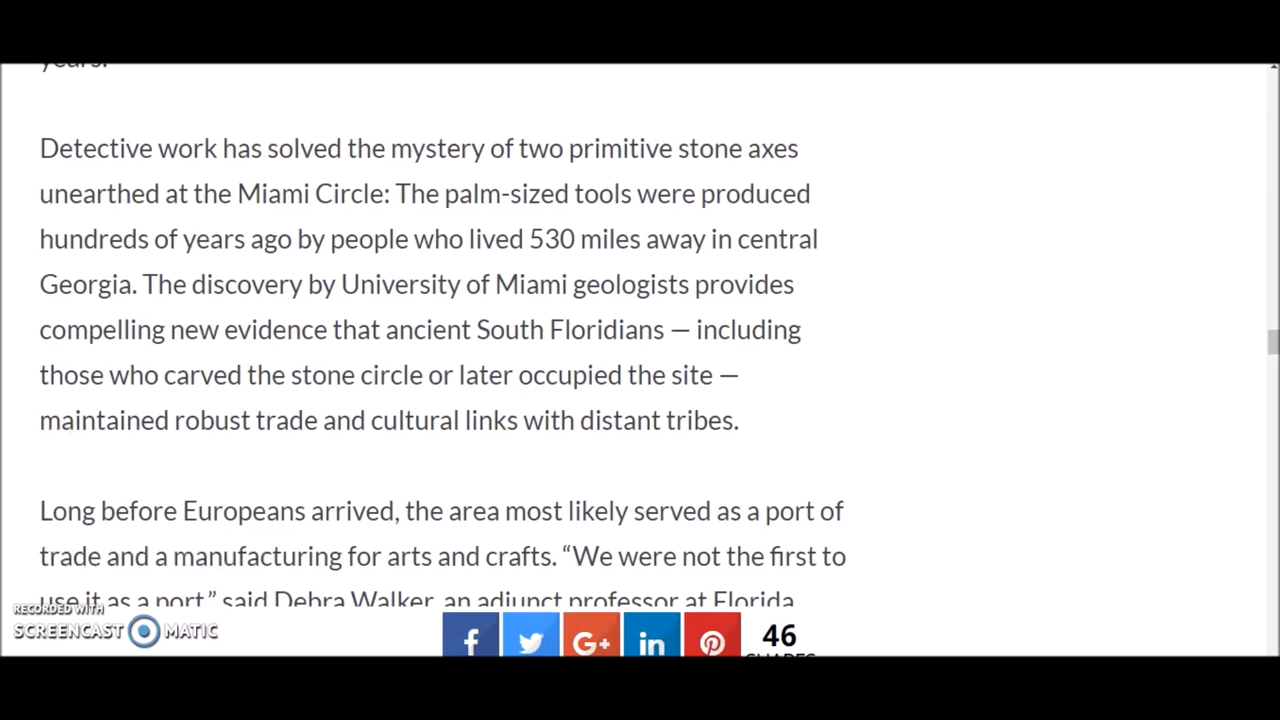 years.
Detective work has solved the mystery of two primitive stone axes
unearthed at the Miami Circle: The palm-sized tools were produced
hundreds of years ago by people who lived 530 miles away in central
Georgia. The discovery by University of Miami geologists provides
compelling new evidence that ancient South Floridians — including
those who carved the stone circle or later occupied the site —
maintained robust trade and cultural links with distant tribes.
Long before Europeans arrived, the area most likely served as a port of
trade and a manufacturing for arts and crafts. “We were not the first to
use it as a port,” said Debra Walker, an adjunct professor at Florida
RECORDED WITH
SCREENCAST MATIC
f G+ in
46
SHARES